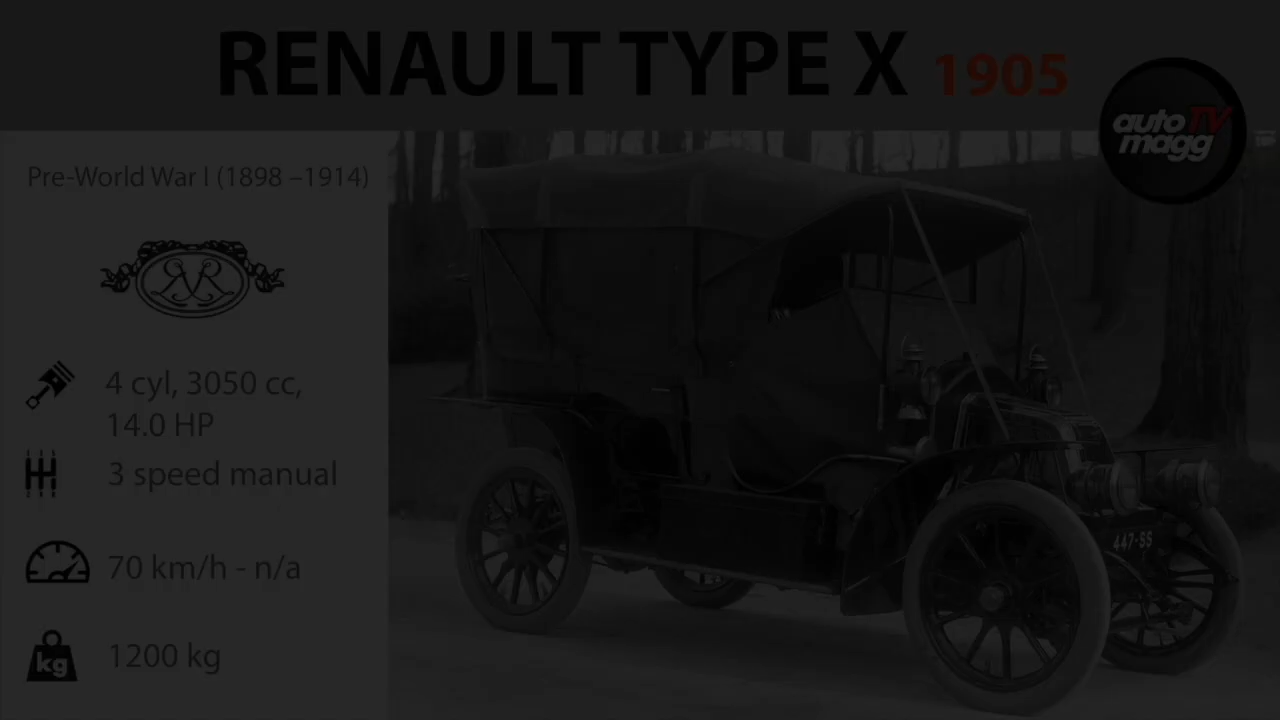 RENAULT TYPE X 1905
auto TV
magg
Pre-World War I (1898 –1914)
4 cyl, 3050 cc,
14.0 HP
3 speed manual
70 km/h - n/a
kg
1200 kg
447-SS